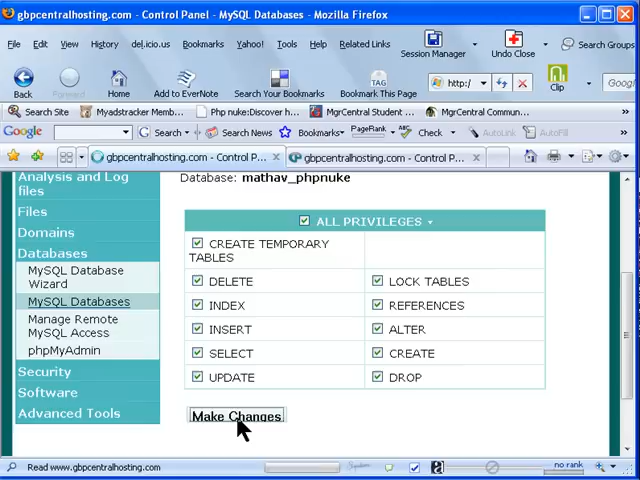 gbpcentralhosting.com - Control Panel - MySQL Databases - Mozilla Firefox
File Edit View History del.icio.us Bookmarks Yahoo! Tools Help Related Links
Session Manager Undo Close Search Groups
Back Forward Home Add to EverNote Search Your Bookmarks TAG Bookmark This Page http:/ Clip Goog
Search Site Myadstracker Memb... Php nuke:Discover h... MgrCentral Student ... MgrCentral Commun...
Google Search Search News Bookmarks PageRank Check AutoLink AutoFill
gbpcentralhosting.com - Control P... gbpcentralhosting.com - Control P...
Analysis and Log
files
Files
Domains
Databases
MySQL Database
Wizard
MySQL Databases
Manage Remote
MySQL Access
phpMyAdmin
Security
Software
Advanced Tools
Database: mathav_phpnuke
ALL PRIVILEGES
CREATE TEMPORARY
TABLES
DELETE LOCK TABLES
INDEX REFERENCES
INSERT ALTER
SELECT CREATE
UPDATE DROP
Make Changes
Read www.gbpcentralhosting.com no rank